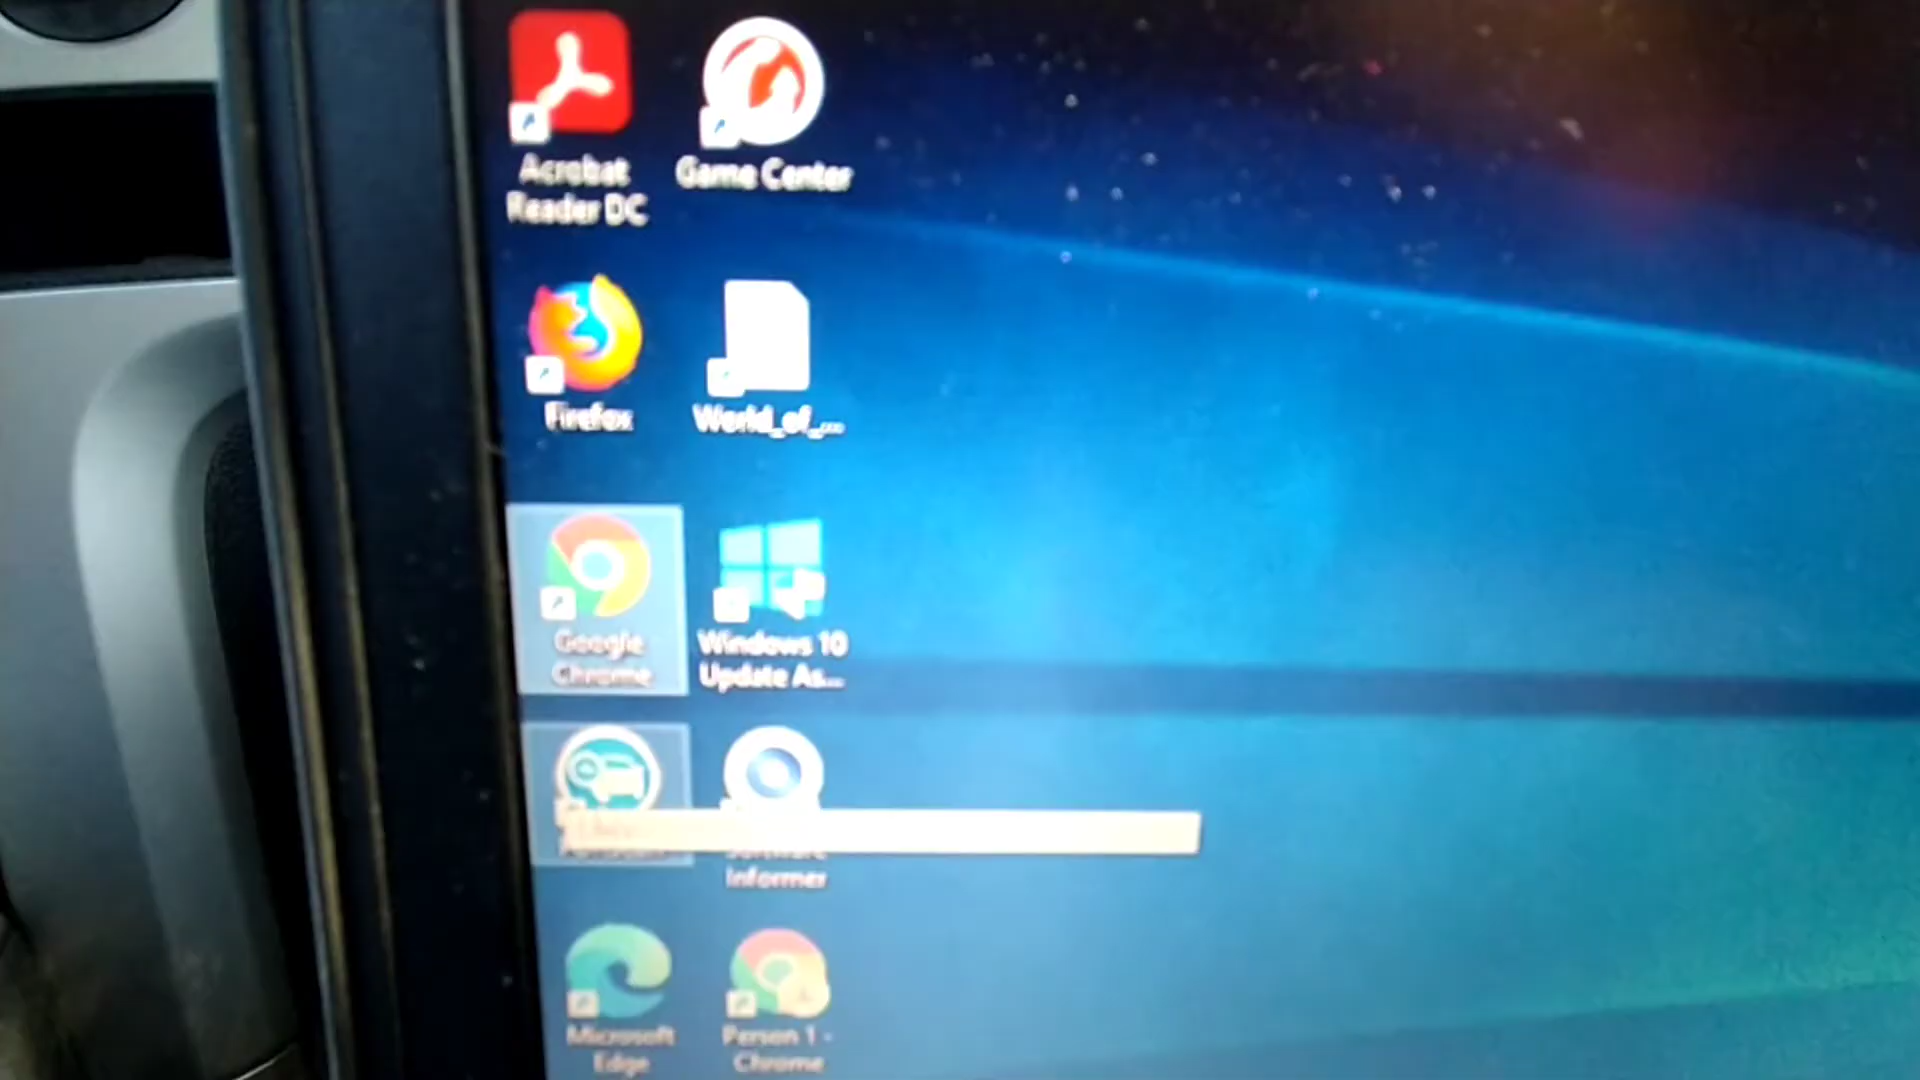 Acrobat
Reader DC
Game Center
Firefox
World_of_...
Google
Chrome
Windows 10
Update As...
Software
Informer
Microsoft
Edge
Person 1 -
Chrome